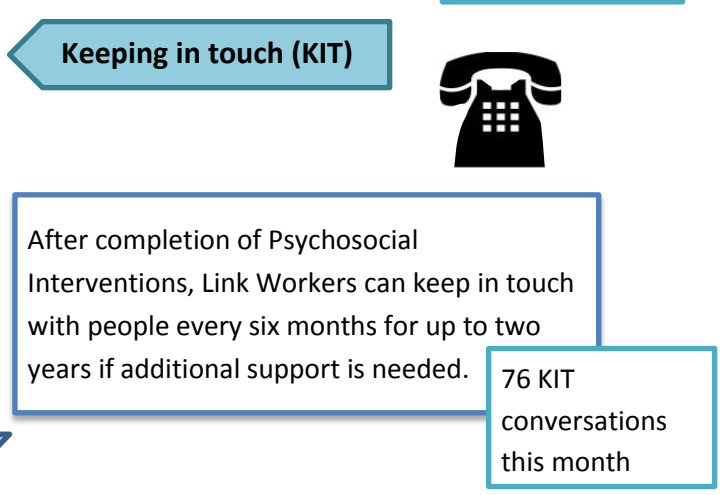 Keeping in touch (KIT)
After completion of Psychosocial
Interventions, Link Workers can keep in touch
with people every six months for up to two
years if additional support is needed.
76 KIT
conversations
this month